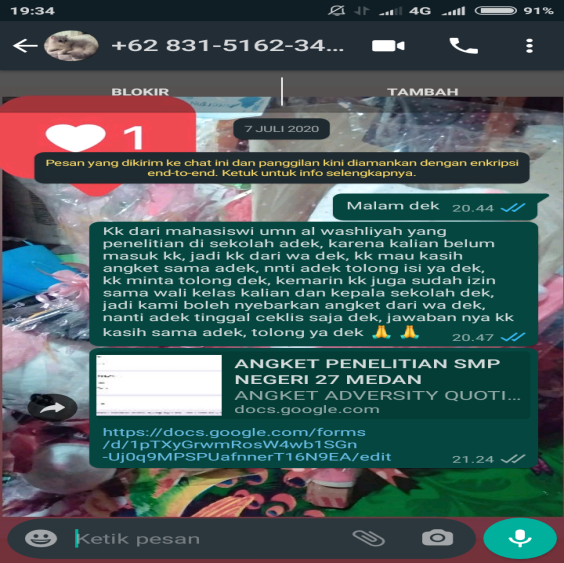 19:34
4G
91%
+62 831-5162-34...
BLOKIR
TAMBAH
1
7 JULI 2020
Pesan yang dikirim ke chat ini dan panggilan kini diamankan dengan enkripsi
end-to-end. Ketuk untuk info selengkapnya.
Malam dek 20.44
Kk dari mahasiswi umn al washliyah yang
penelitian di sekolah adek, karena kalian belum
masuk kk, jadi kk dari wa dek, kk mau kasih
angket sama adek, nnti adek tolong isi ya dek,
kk minta tolong dek, kemarin kk juga sudah izin
sama wali kelas kalian dan kepala sekolah dek,
jadi kami boleh nyebarkan angket dari wa dek,
nanti adek tinggal ceklis saja dek, jawaban nya kk
kasih sama adek, tolong ya dek 🙏 🙏 20.47
ANGKET PENELITIAN SMP
NEGERI 27 MEDAN
ANGKET ADVERSITY QUOTI...
docs.google.com
https://docs.google.com/forms
/d/1pTXyGrwmRosW4wb1SGn
-Uj0q9MPSPUafnnerT16N9EA/edit
21.24
Ketik pesan